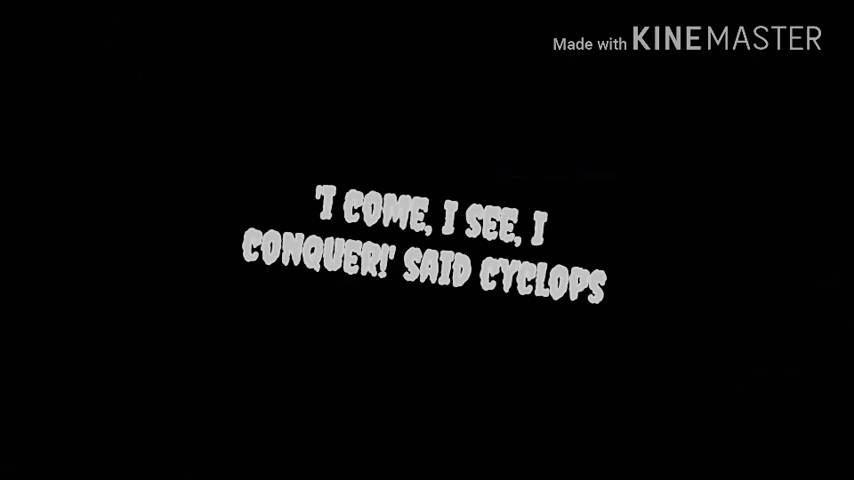 Made with KINEMASTER
'I COME, I SEE, I
CONQUER!' SAID CYCLOPS